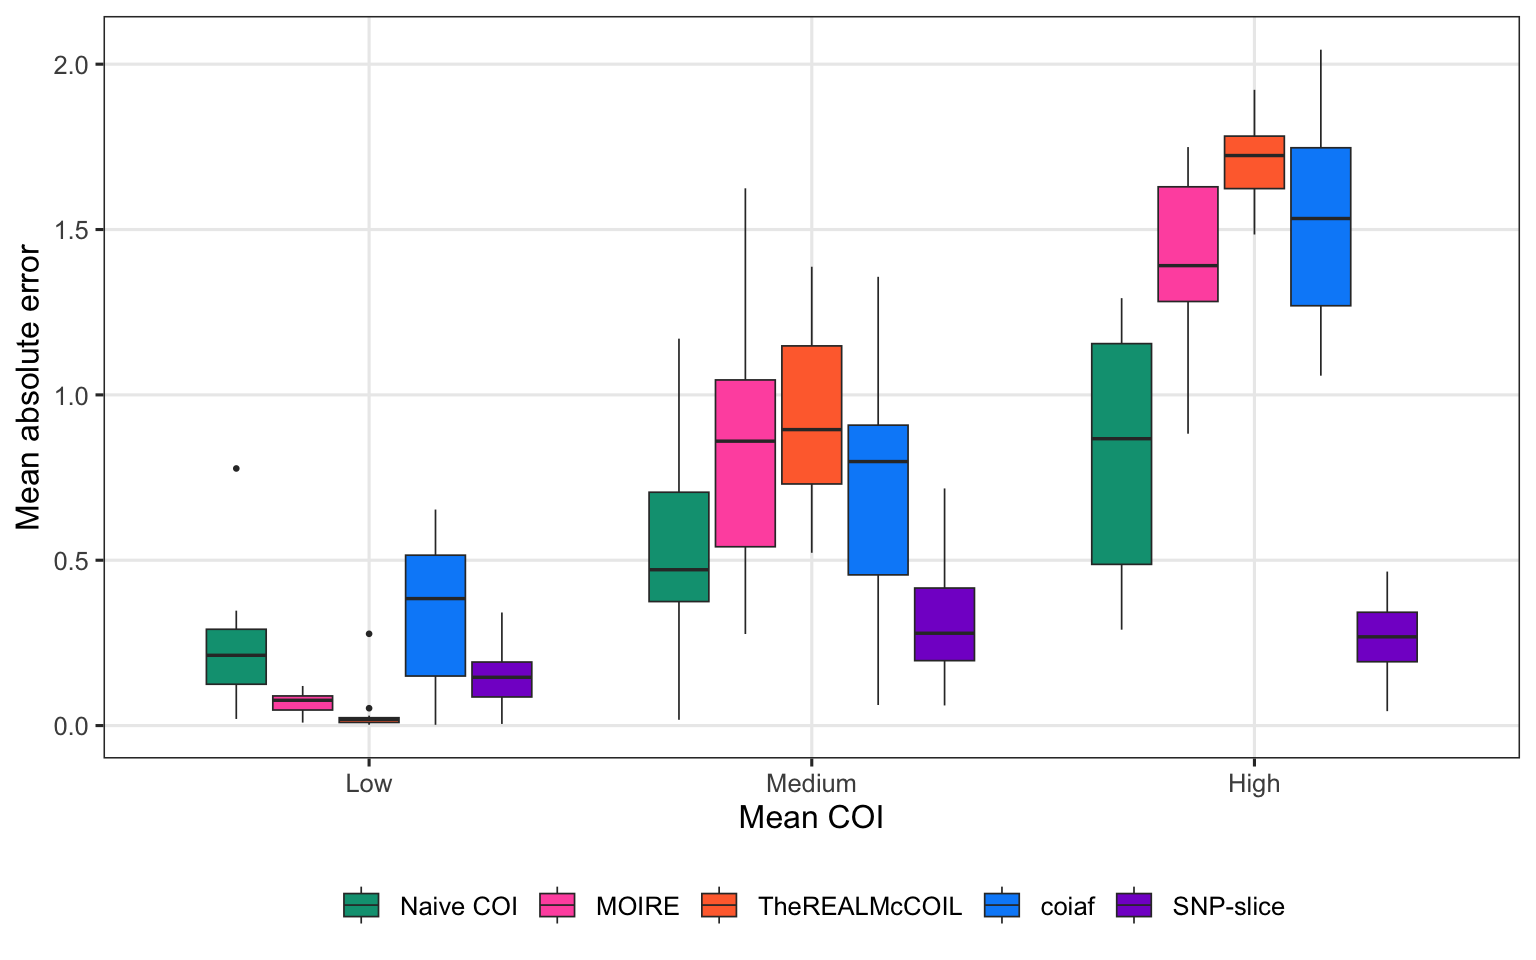 Mean absolute error
2.0
1.5
1.0
0.5
0.0
Low Medium High
Mean COI
Naive COI MOIRE TheREALMcCOIL coiaf SNP-slice